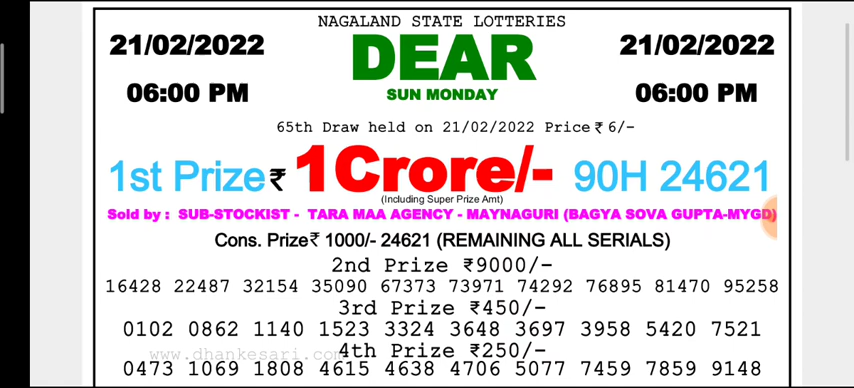 NAGALAND STATE LOTTERIES
21/02/2022 DEAR 21/02/2022
06:00 PM SUN MONDAY 06:00 PM
65th Draw held on 21/02/2022 Price ₹ 6/-
1st Prize ₹ 1Crore/- 90H 24621
(Including Super Prize Amt)
Sold by : SUB-STOCKIST - TARA MAA AGENCY - MAYNAGURI (BAGYA SOVA GUPTA-MYGD)
Cons. Prize ₹ 1000/- 24621 (REMAINING ALL SERIALS)
2nd Prize ₹9000/-
16428 22487 32154 35090 67373 73971 74292 76895 81470 95258
3rd Prize ₹450/-
0102 0862 1140 1523 3324 3648 3697 3958 5420 7521
www.dhankesari.com
4th Prize ₹250/-
0473 1069 1808 4615 4638 4706 5077 7459 7859 9148